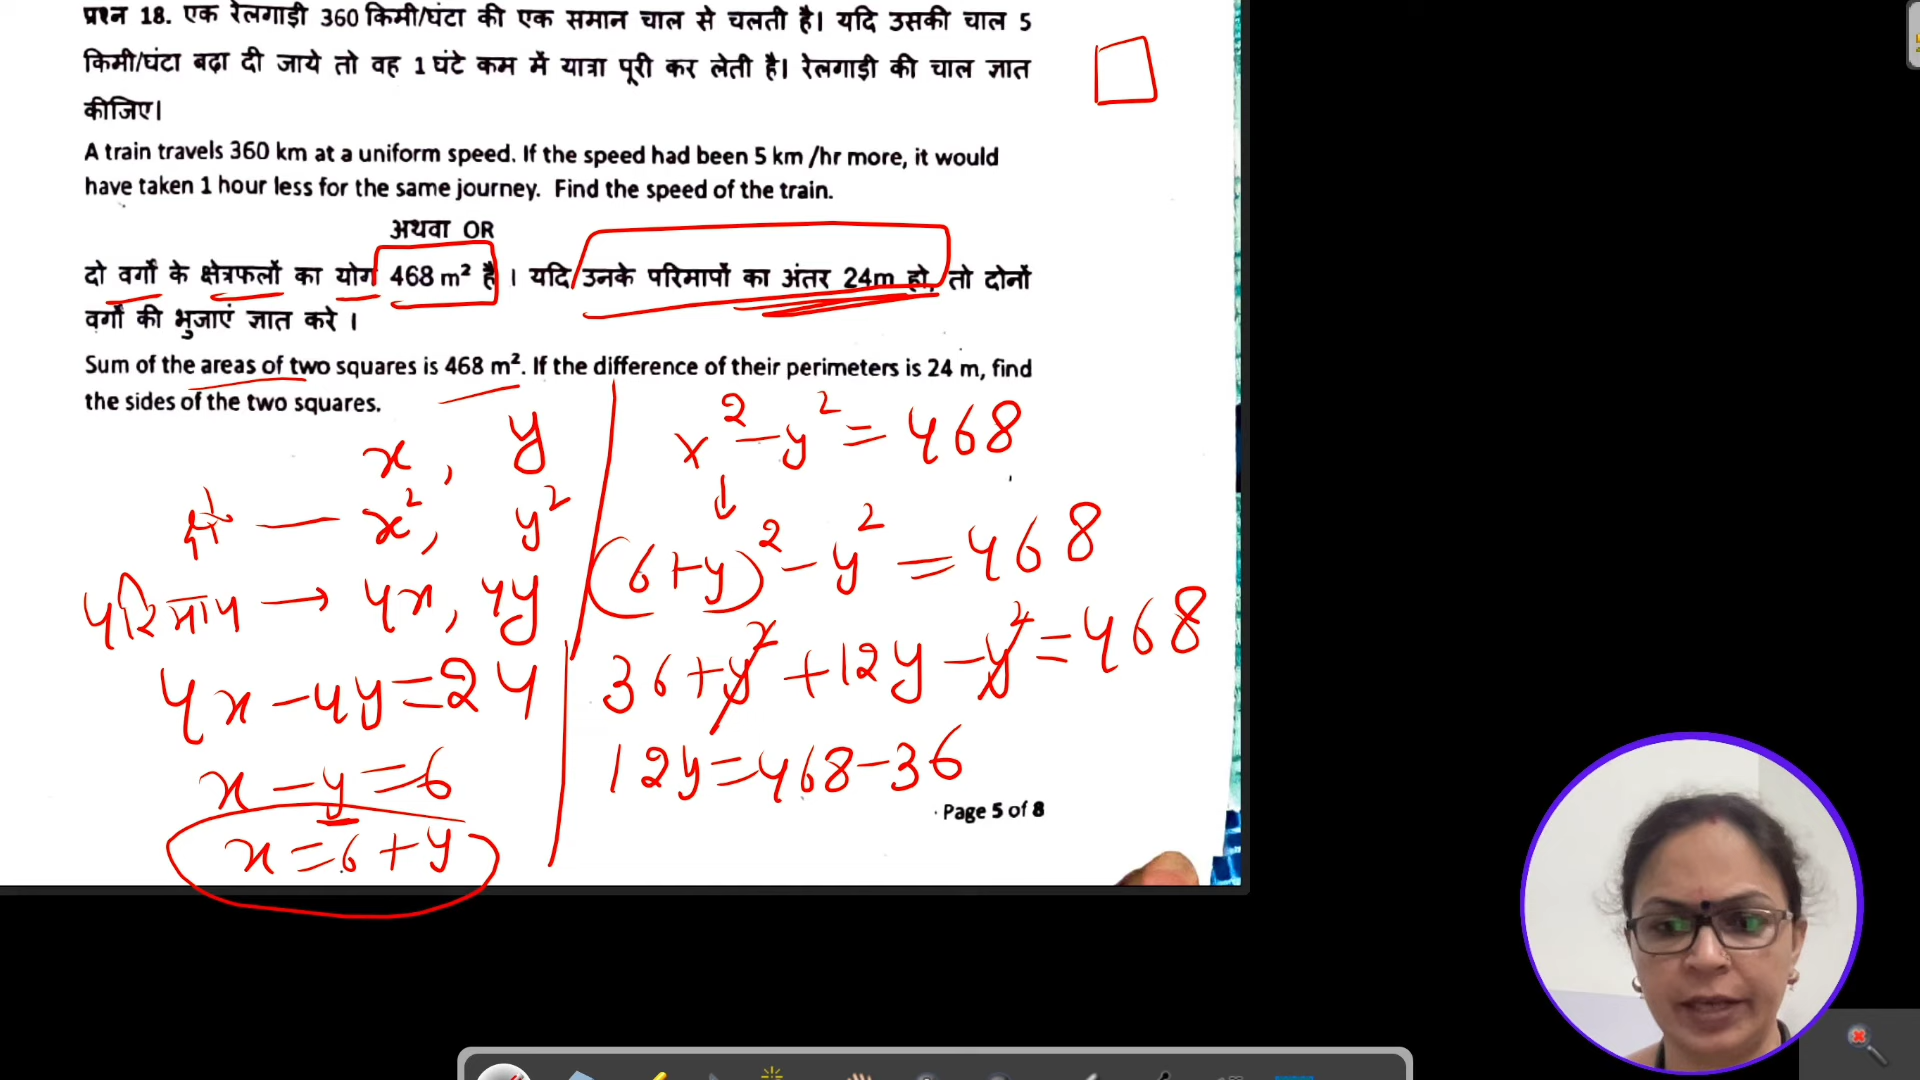 प्रश्न 18. एक रेलगाड़ी 360 किमी/घंटा की एक समान चाल से चलती है। यदि उसकी चाल 5
किमी/घंटा बढ़ा दी जाये तो वह 1 घंटे कम में यात्रा पूरी कर लेती है। रेलगाड़ी की चाल ज्ञात
कीजिए।
A train travels 360 km at a uniform speed. If the speed had been 5 km /hr more, it would
have taken 1 hour less for the same journey. Find the speed of the train.
अथवा OR
दो वर्गों के क्षेत्रफलों का योग 468 m² है । यदि उनके परिमापों का अंतर 24m हो, तो दोनों
वर्गों की भुजाएं ज्ञात करे ।
Sum of the areas of two squares is 468 m². If the difference of their perimeters is 24 m, find
the sides of the two squares.
x , y
x², y²
परिमाप → 4x, 4y
4x - 4y = 24
x - y = 6
x = 6 + y
x² - y² = 468
↓
(6+y)² - y² = 468
36 + y² + 12y - y² = 468
12y = 468 - 36
Page 5 of 8